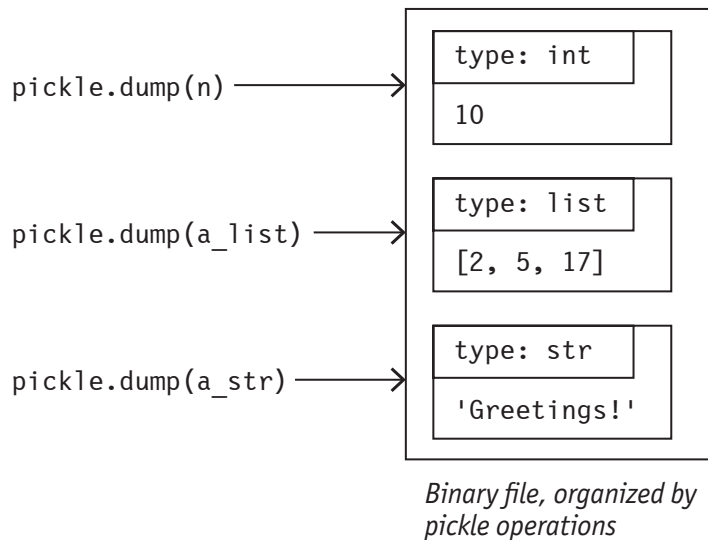 pickle.dump(n)
type: int
10
pickle.dump(a_list)
type: list
[2, 5, 17]
pickle.dump(a_str)
type: str
'Greetings!'
Binary file, organized by
pickle operations